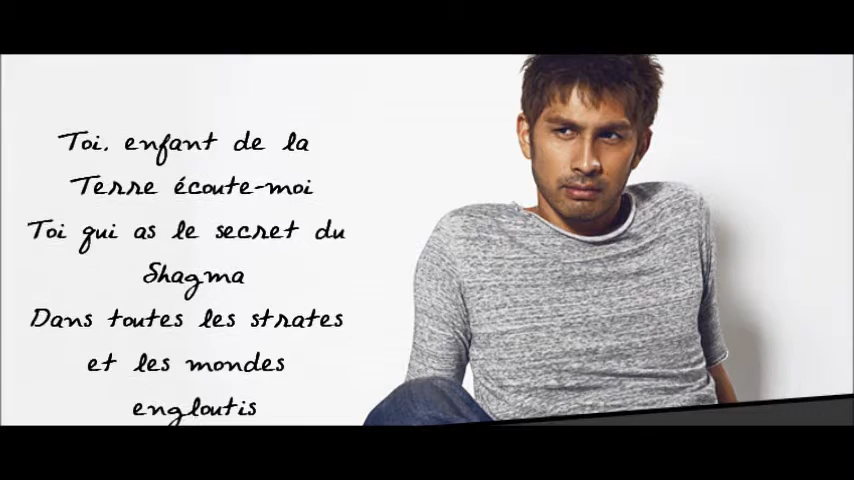 Toi, enfant de la
Terre écoute-moi
Toi qui as le secret du
Shagma
Dans toutes les strates
et les mondes
engloutis